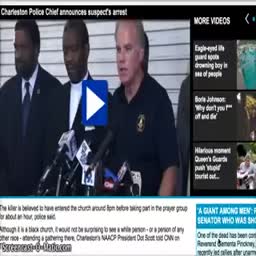 Charleston Police Chief announces suspect's arrest
MORE VIDEOS
Eagle-eyed life
guard spots
drowning boy in
sea of people
Boris Johnson:
'Why don't you f***
off and die'
Hilarious moment
Queen's Guards
push 'stupid'
tourist out...
The killer is believed to have entered the church around 8pm before taking part in the prayer group
for about an hour, police said.
Although it is a black church, it would not be surprising to see a white person - or a person of any
other race - attending a gathering there, Charleston's NAACP President Dot Scott told CNN on
'A GIANT AMONG MEN':
SENATOR WHO WAS SHO
One of the dead has been con
Reverend Clementa Pinckney,
recently led rallies after unarmed
Screencast-O-Matic.com